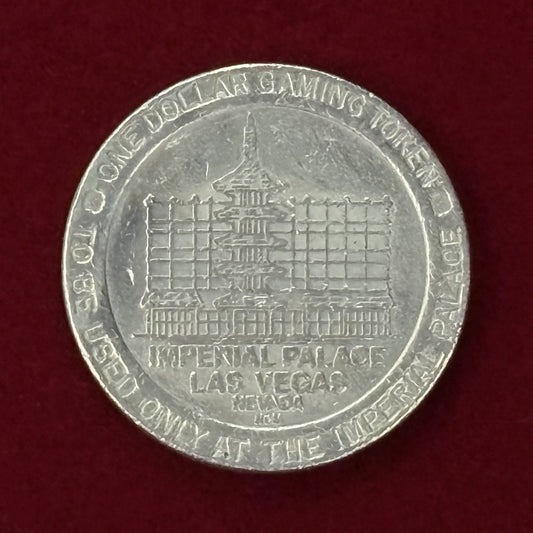 ONE DOLLAR GAMING TOKEN
TO BE USED ONLY AT THE IMPERIAL PALACE
IMPERIAL PALACE
LAS VEGAS
NEVADA